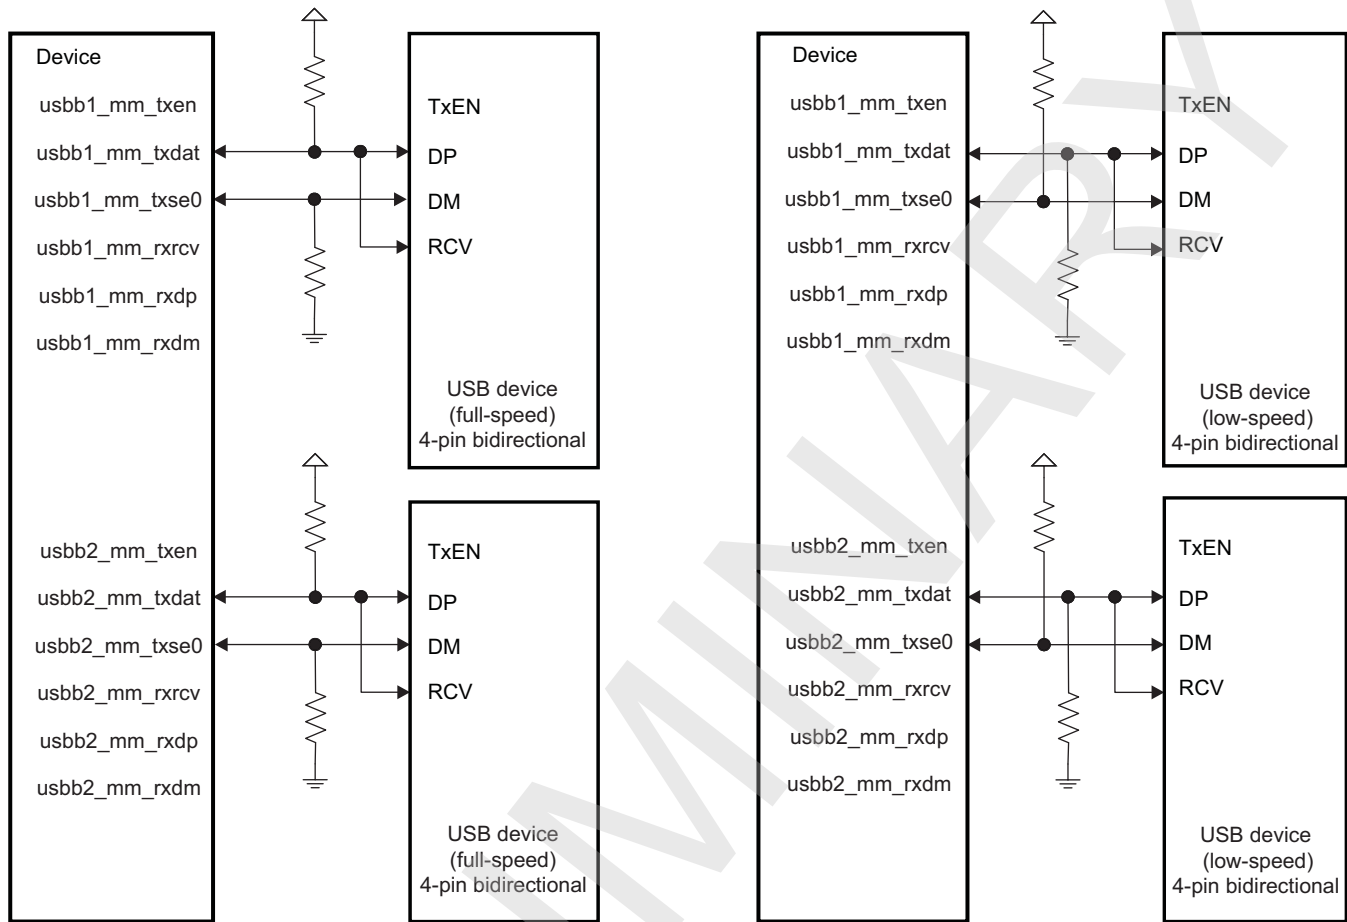 Device
usbb1_mm_txen
usbb1_mm_txdat
usbb1_mm_txse0
usbb1_mm_rxrcv
usbb1_mm_rxdp
usbb1_mm_rxdm
TxEN
DP
DM
RCV
USB device
(full-speed)
4-pin bidirectional
usbb2_mm_txen
usbb2_mm_txdat
usbb2_mm_txse0
usbb2_mm_rxrcv
usbb2_mm_rxdp
usbb2_mm_rxdm
TxEN
DP
DM
RCV
USB device
(full-speed)
4-pin bidirectional
Device
usbb1_mm_txen
usbb1_mm_txdat
usbb1_mm_txse0
usbb1_mm_rxrcv
usbb1_mm_rxdp
usbb1_mm_rxdm
TxEN
DP
DM
RCV
USB device
(low-speed)
4-pin bidirectional
usbb2_mm_txen
usbb2_mm_txdat
usbb2_mm_txse0
usbb2_mm_rxrcv
usbb2_mm_rxdp
usbb2_mm_rxdm
TxEN
DP
DM
RCV
USB device
(low-speed)
4-pin bidirectional
IMINARY